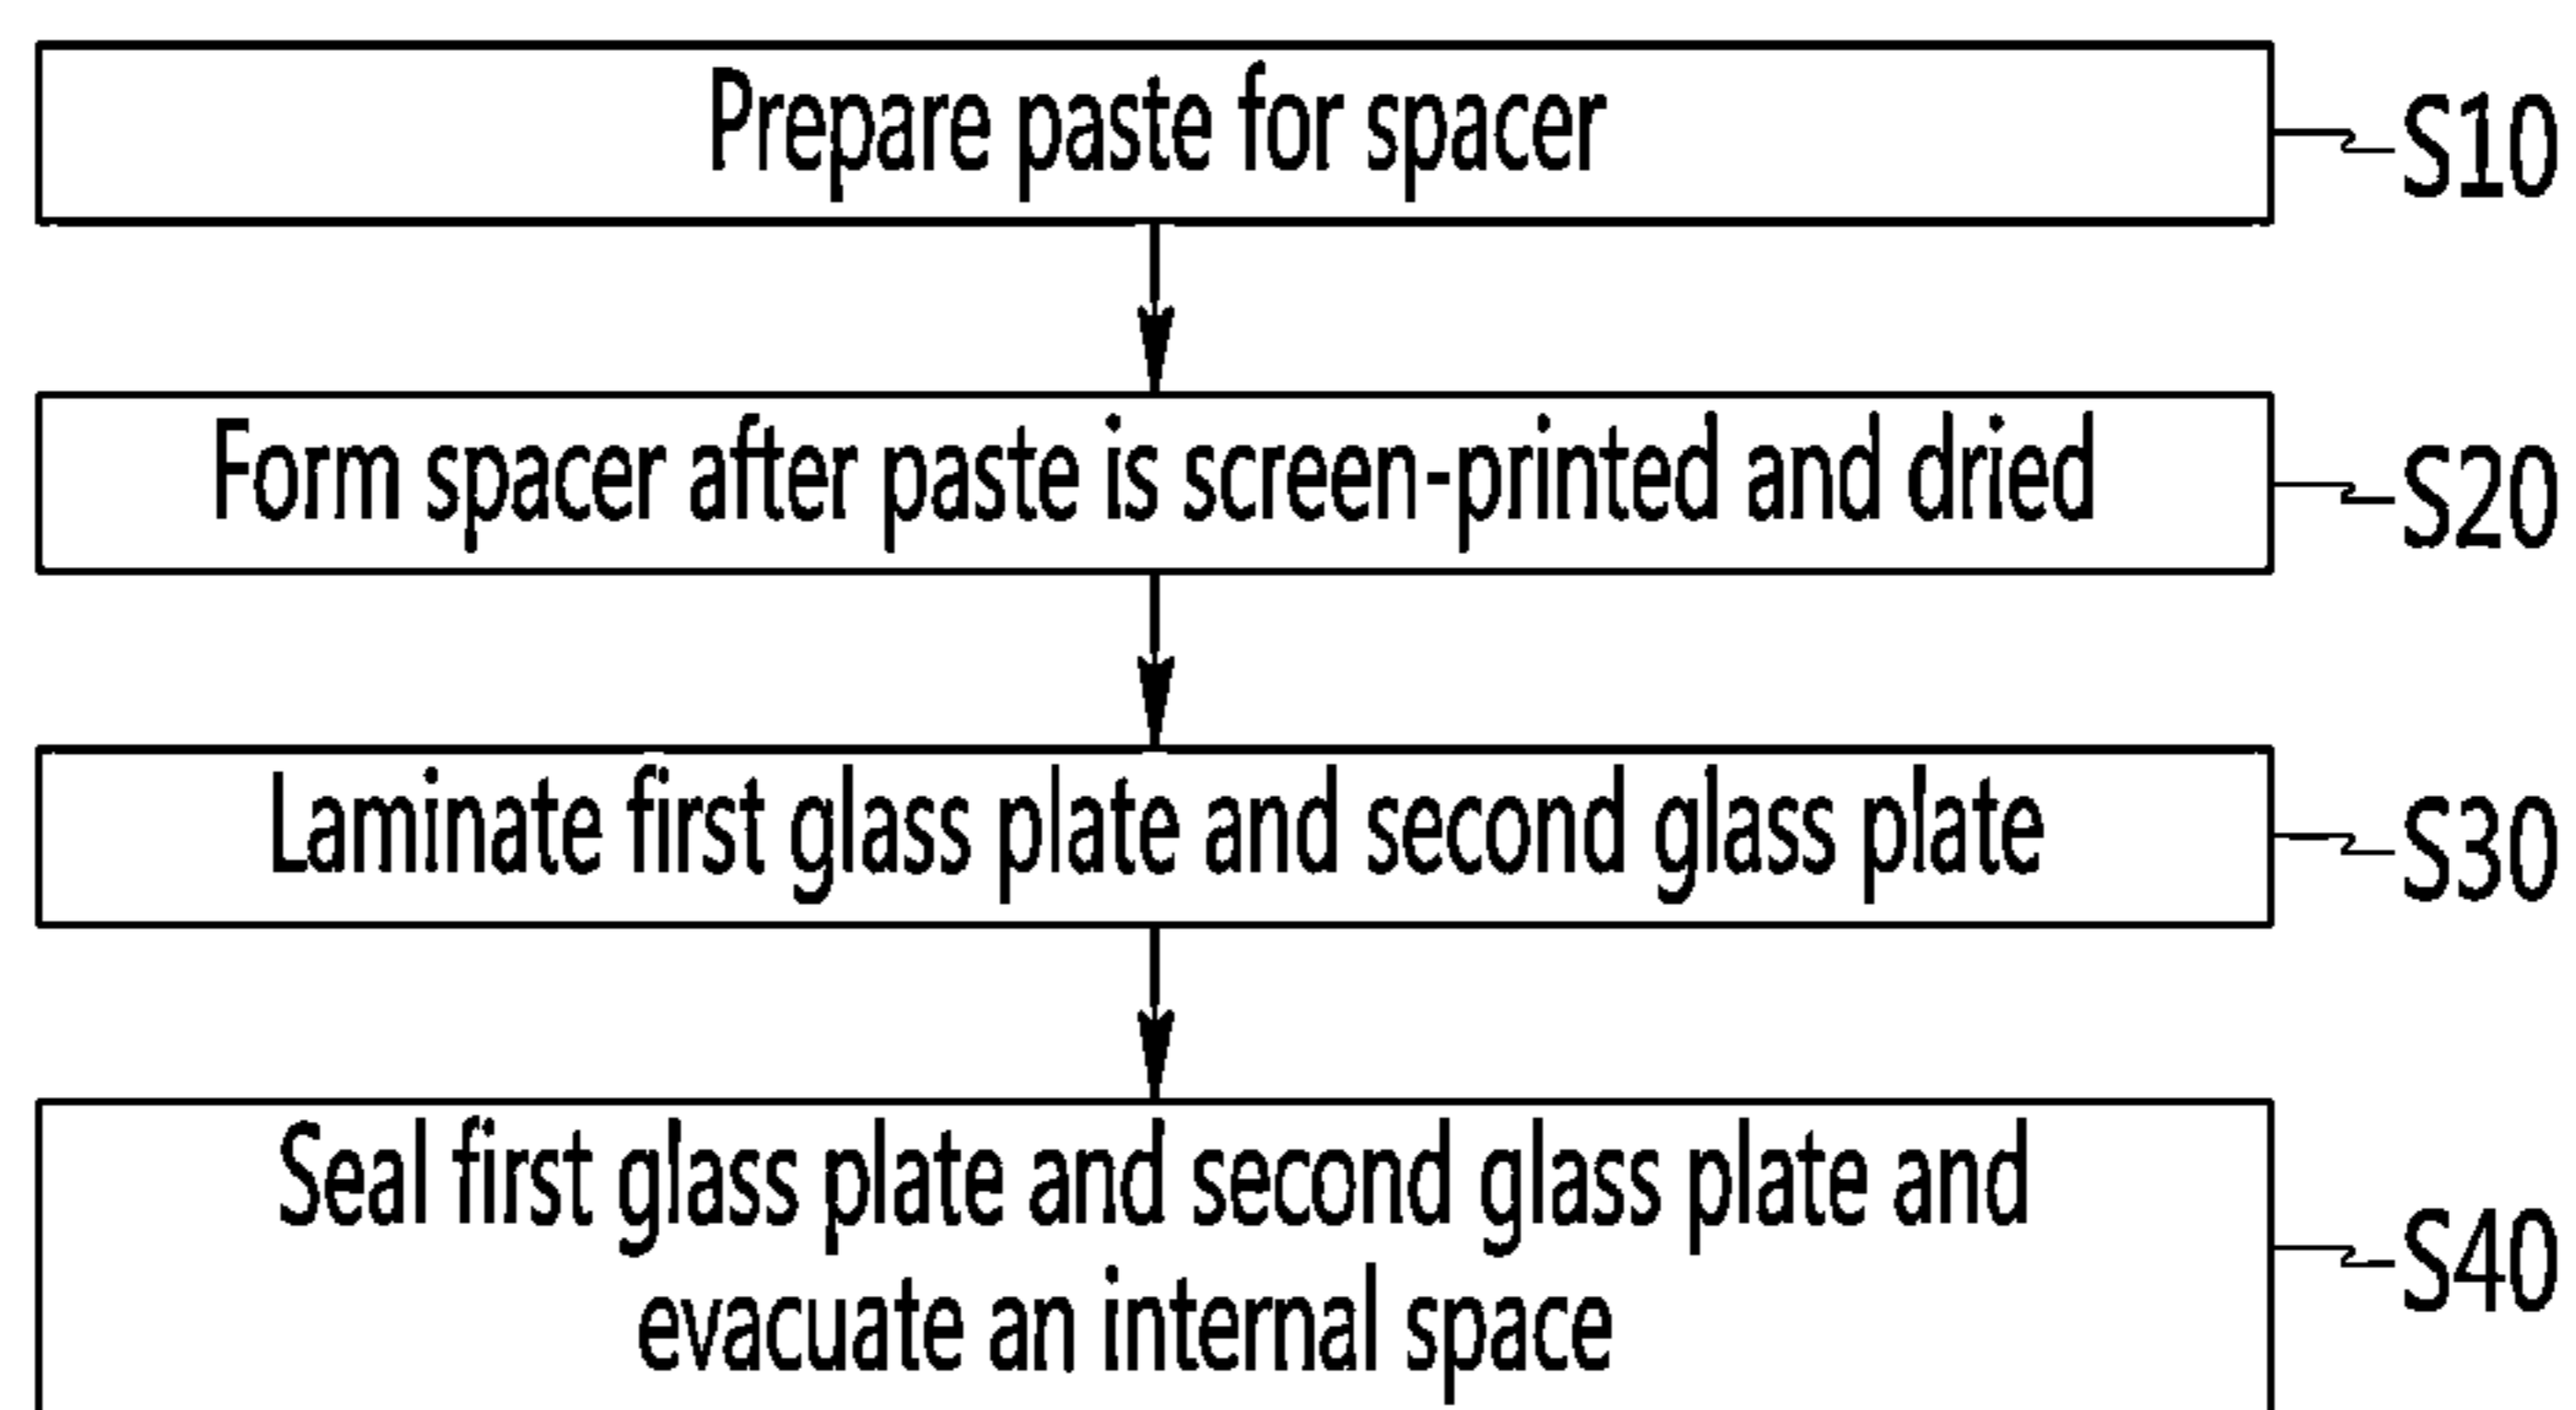 Prepare paste for spacer
S10
Form spacer after paste is screen-printed and dried
S20
Laminate first glass plate and second glass plate
S30
Seal first glass plate and second glass plate and
evacuate an internal space
S40